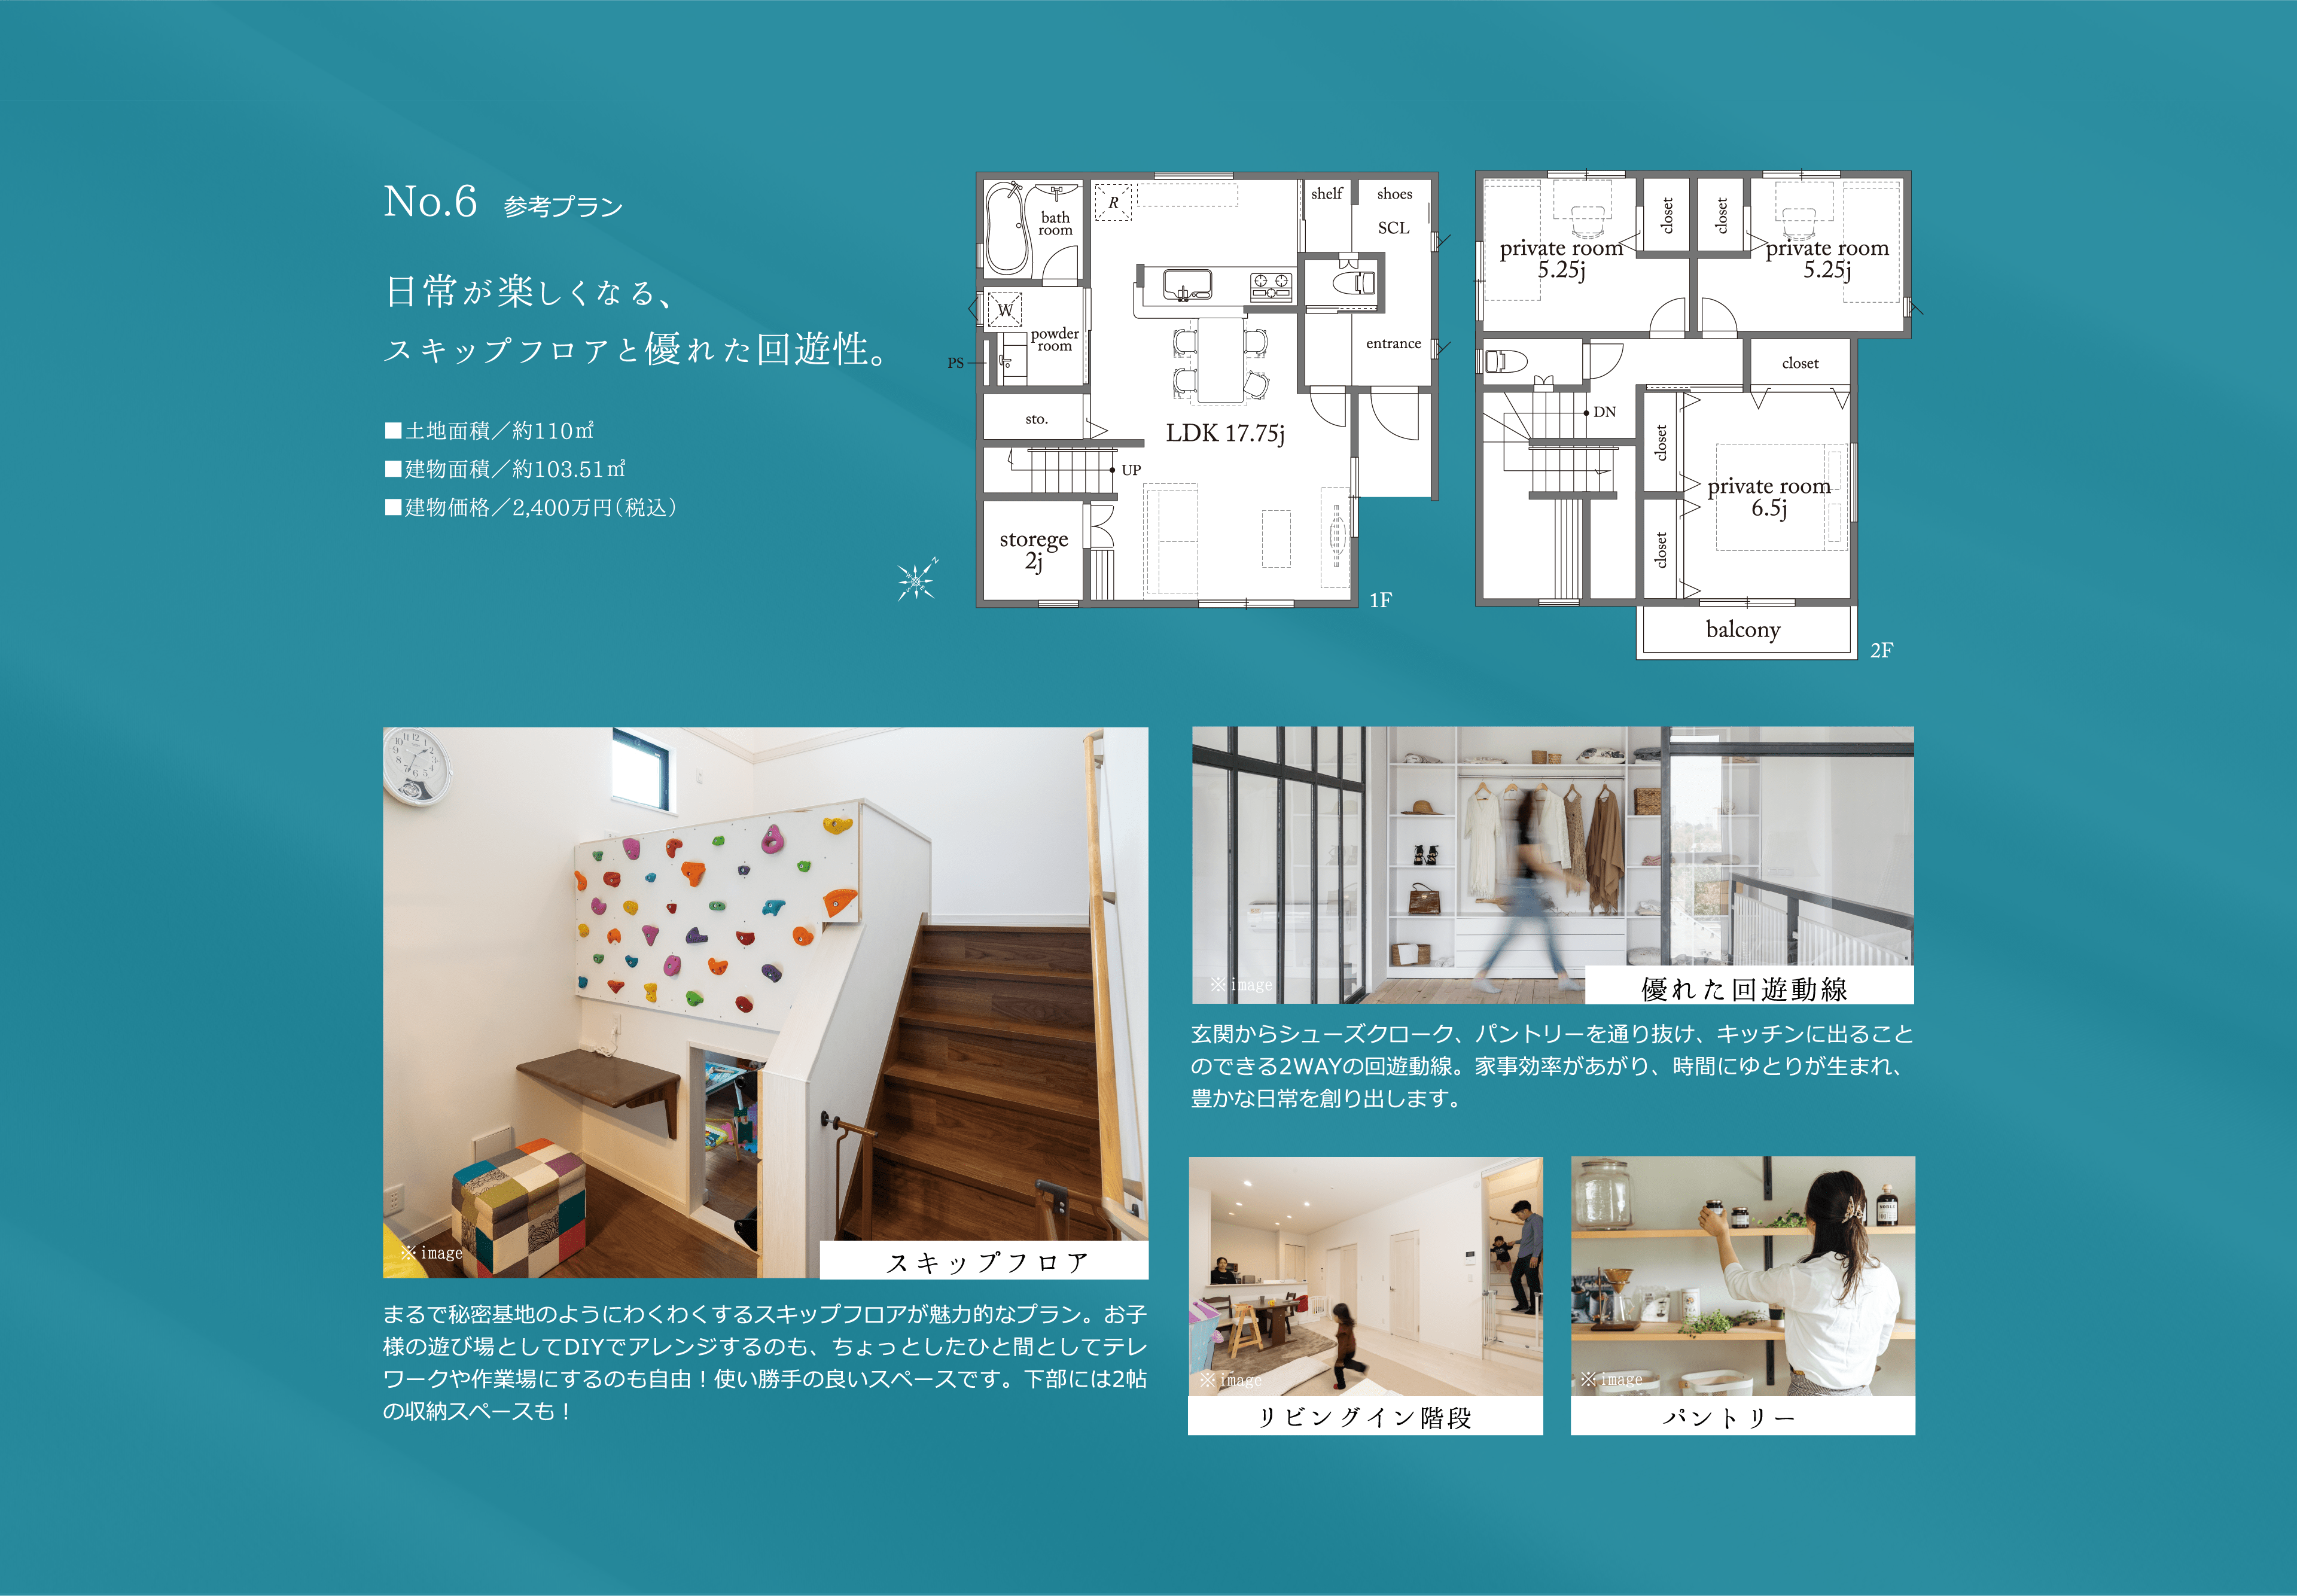 No.6 参考プラン
日常が楽しくなる、
スキップフロアと優れた回遊性。
■土地面積／約110㎡
■建物面積／約103.51㎡
■建物価格／2,400万円(税込)
bath
room
R
shelf
shoes
SCL
W
powder
room
PS
entrance
sto.
LDK 17.75j
UP
storege
2j
N
1F
private room
5.25j
closet
closet
private room
5.25j
closet
DN
closet
private room
6.5j
closet
balcony
2F
※image
スキップフロア
まるで秘密基地のようにわくわくするスキップフロアが魅力的なプラン。お子
様の遊び場としてDIYでアレンジするのも、ちょっとしたひと間としてテレ
ワークや作業場にするのも自由！使い勝手の良いスペースです。下部には2帖
の収納スペースも！
※image
優れた回遊動線
玄関からシューズクローク、パントリーを通り抜け、キッチンに出ること
のできる2WAYの回遊動線。家事効率があがり、時間にゆとりが生まれ、
豊かな日常を創り出します。
※image
リビングイン階段
※image
パントリー